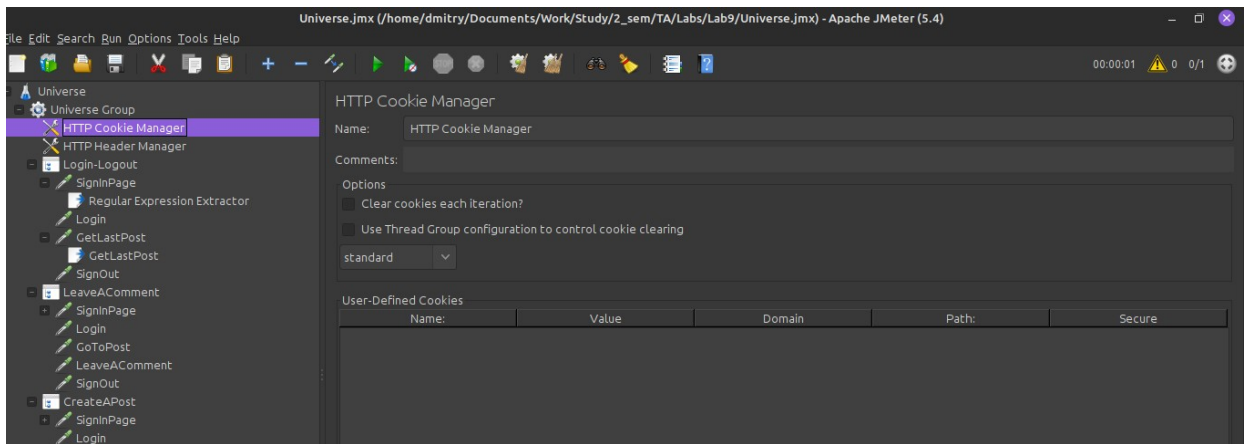 Universe.jmx (/home/dmitry/Documents/Work/Study/2_sem/TA/Labs/Lab9/Universe.jmx) - Apache JMeter (5.4)
File Edit Search Run Options Tools Help
00:00:01 0 0/1
Universe
Universe Group
HTTP Cookie Manager
HTTP Header Manager
Login-Logout
SignInPage
Regular Expression Extractor
Login
GetLastPost
GetLastPost
SignOut
LeaveAComment
SignInPage
Login
GoToPost
LeaveAComment
SignOut
CreateAPost
SignInPage
Login
HTTP Cookie Manager
Name: HTTP Cookie Manager
Comments:
Options
Clear cookies each iteration?
Use Thread Group configuration to control cookie clearing
standard
User-Defined Cookies
Name: Value Domain Path: Secure